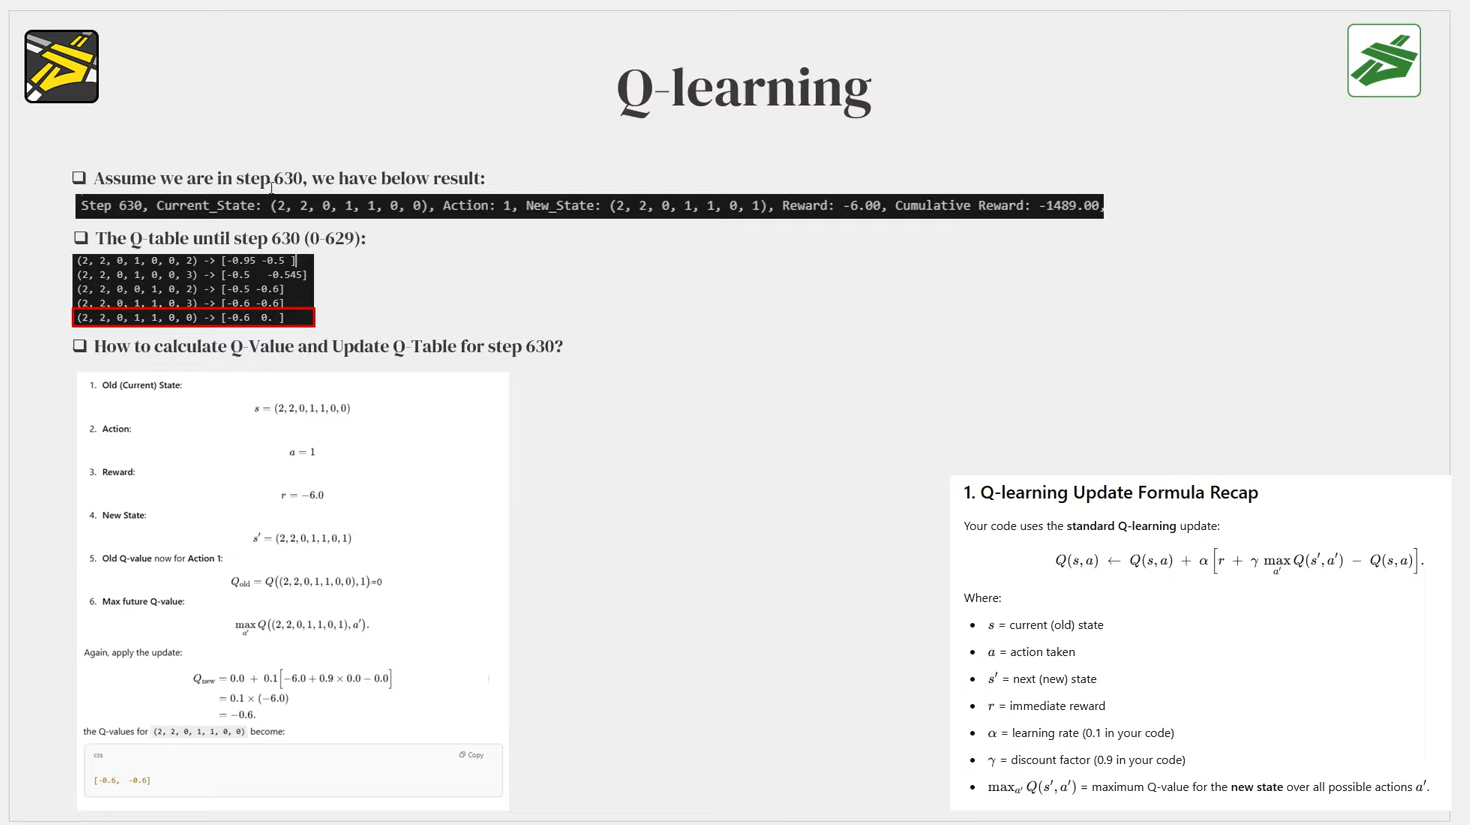 Q-learning
❑ Assume we are in step 630, we have below result:
Step 630, Current_State: (2, 2, 0, 1, 1, 0, 0), Action: 1, New_State: (2, 2, 0, 1, 1, 0, 1), Reward: -6.00, Cumulative Reward: -1489.00,
❑ The Q-table until step 630 (0-629):
(2, 2, 0, 1, 0, 0, 2) -> [-0.95 -0.5 ]
(2, 2, 0, 1, 0, 0, 3) -> [-0.5   -0.545]
(2, 2, 0, 0, 1, 0, 2) -> [-0.5 -0.6]
(2, 2, 0, 1, 1, 0, 3) -> [-0.6 -0.6]
(2, 2, 0, 1, 1, 0, 0) -> [-0.6  0. ]
❑ How to calculate Q-Value and Update Q-Table for step 630?
1. Old (Current) State:
s = (2, 2, 0, 1, 1, 0, 0)
2. Action:
a = 1
3. Reward:
r = −6.0
4. New State:
s′ = (2, 2, 0, 1, 1, 0, 1)
5. Old Q-value now for Action 1:
Q_old = Q((2, 2, 0, 1, 1, 0, 0), 1)=0
6. Max future Q-value:
max_a′ Q((2, 2, 0, 1, 1, 0, 1), a′).
Again, apply the update:
Q_new = 0.0 + 0.1[−6.0 + 0.9 × 0.0 − 0.0]
= 0.1 × (−6.0)
= −0.6.
the Q-values for (2, 2, 0, 1, 1, 0, 0) become:
css Copy
[-0.6, -0.6]
1. Q-learning Update Formula Recap
Your code uses the standard Q-learning update:
Q(s, a) ← Q(s, a) + α[r + γ max_a′ Q(s′, a′) − Q(s, a)].
Where:
• s = current (old) state
• a = action taken
• s′ = next (new) state
• r = immediate reward
• α = learning rate (0.1 in your code)
• γ = discount factor (0.9 in your code)
• max_a′ Q(s′, a′) = maximum Q-value for the new state over all possible actions a′.